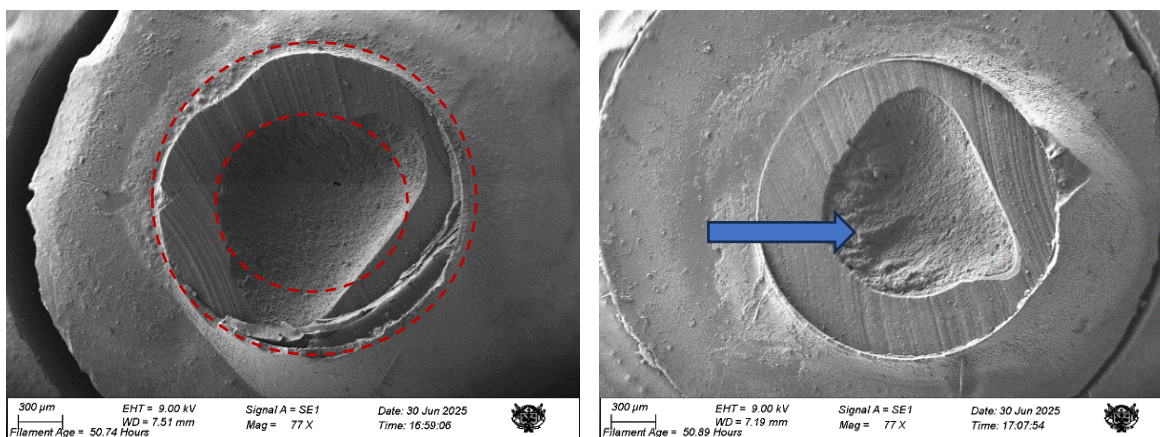 300 µm
EHT = 9.00 kV
WD = 7.51 mm
Signal A = SE1
Mag = 77 X
Date: 30 Jun 2025
Time: 16:59:06
Filament Age = 50.74 Hours
300 µm
EHT = 9.00 kV
WD = 7.19 mm
Signal A = SE1
Mag = 77 X
Date: 30 Jun 2025
Time: 17:07:54
Filament Age = 50.89 Hours